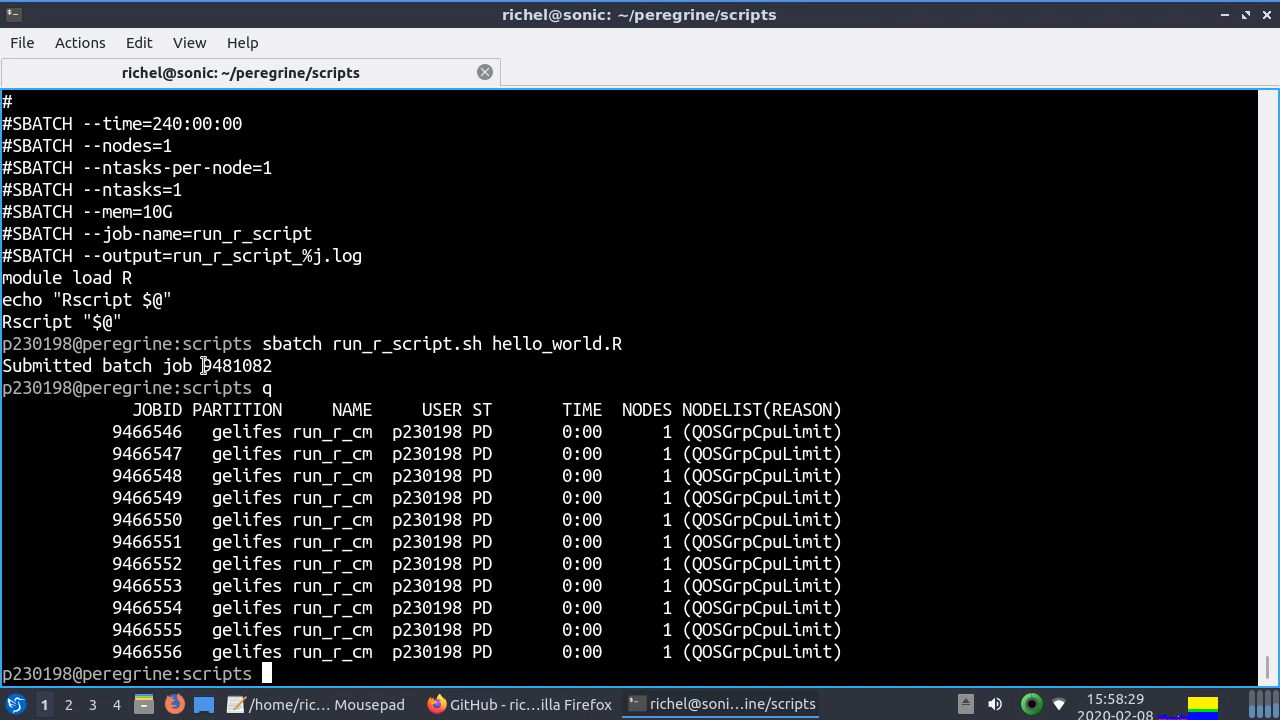 richel@sonic: ~/peregrine/scripts
File Actions Edit View Help
richel@sonic: ~/peregrine/scripts
#
#SBATCH --time=240:00:00
#SBATCH --nodes=1
#SBATCH --ntasks-per-node=1
#SBATCH --ntasks=1
#SBATCH --mem=10G
#SBATCH --job-name=run_r_script
#SBATCH --output=run_r_script_%j.log
module load R
echo "Rscript $@"
Rscript "$@"
p230198@peregrine:scripts sbatch run_r_script.sh hello_world.R
Submitted batch job 9481082
p230198@peregrine:scripts q
JOBID PARTITION NAME USER ST TIME NODES NODELIST(REASON)
9466546 gelifes run_r_cm p230198 PD 0:00 1 (QOSGrpCpuLimit)
9466547 gelifes run_r_cm p230198 PD 0:00 1 (QOSGrpCpuLimit)
9466548 gelifes run_r_cm p230198 PD 0:00 1 (QOSGrpCpuLimit)
9466549 gelifes run_r_cm p230198 PD 0:00 1 (QOSGrpCpuLimit)
9466550 gelifes run_r_cm p230198 PD 0:00 1 (QOSGrpCpuLimit)
9466551 gelifes run_r_cm p230198 PD 0:00 1 (QOSGrpCpuLimit)
9466552 gelifes run_r_cm p230198 PD 0:00 1 (QOSGrpCpuLimit)
9466553 gelifes run_r_cm p230198 PD 0:00 1 (QOSGrpCpuLimit)
9466554 gelifes run_r_cm p230198 PD 0:00 1 (QOSGrpCpuLimit)
9466555 gelifes run_r_cm p230198 PD 0:00 1 (QOSGrpCpuLimit)
9466556 gelifes run_r_cm p230198 PD 0:00 1 (QOSGrpCpuLimit)
p230198@peregrine:scripts
1 2 3 4 /home/ric... Mousepad GitHub - ric...illa Firefox richel@soni...ine/scripts 15:58:29
2020-02-08